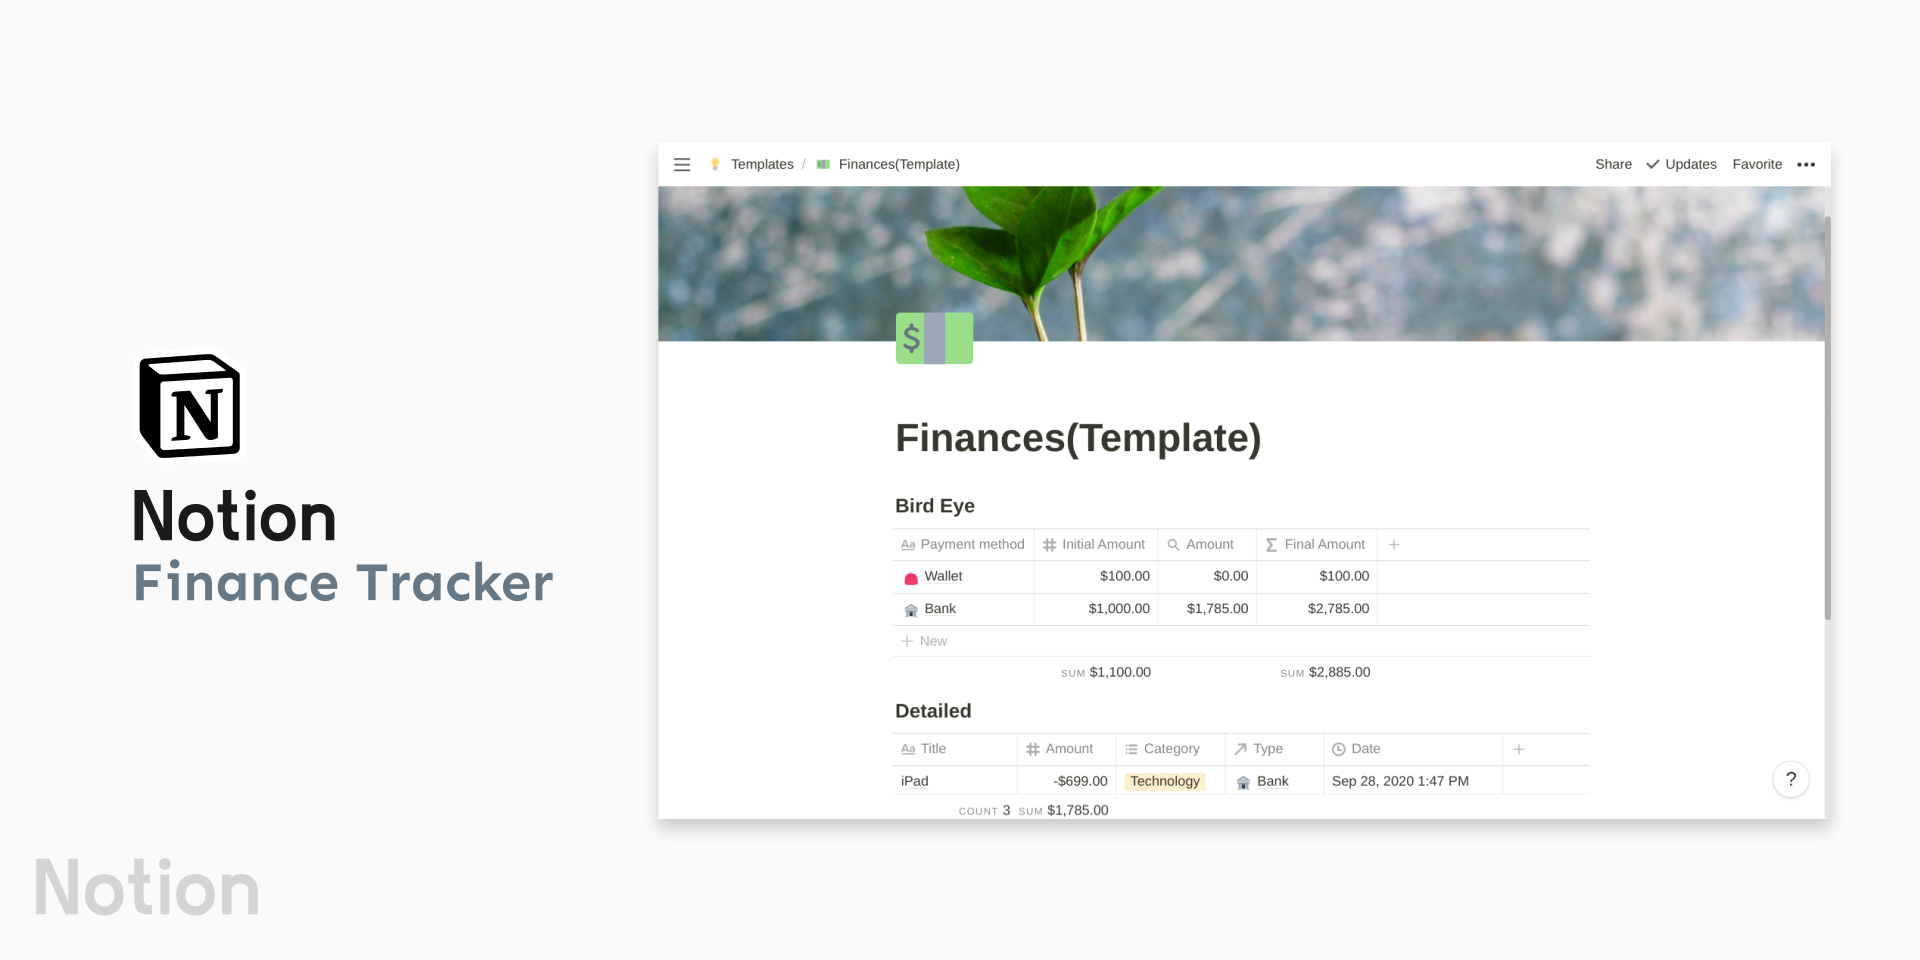 Templates / Finances(Template) Share Updates Favorite
$
N
Notion
Finance Tracker
Finances(Template)
Bird Eye
Aa Payment method Initial Amount Amount Final Amount
Wallet $100.00 $0.00 $100.00
Bank $1,000.00 $1,785.00 $2,785.00
New
SUM $1,100.00 SUM $2,885.00
Detailed
Aa Title Amount Category Type Date
iPad -$699.00 Technology Bank Sep 28, 2020 1:47 PM
COUNT 3 SUM $1,785.00
?
Notion